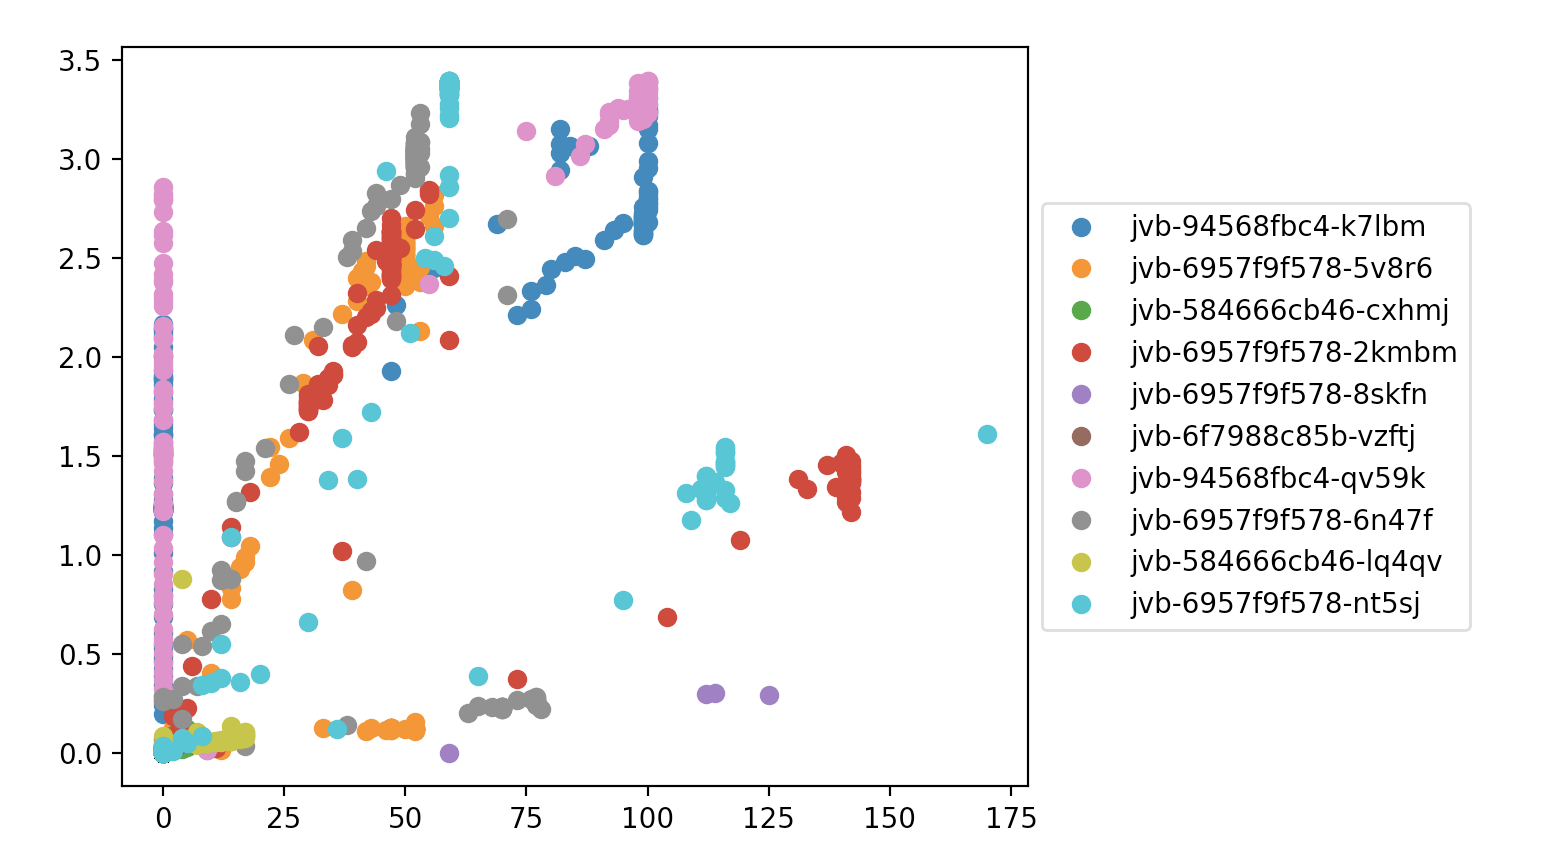 3.5
3.0
2.5
2.0
1.5
1.0
0.5
0.0
0 25 50 75 100 125 150 175
jvb-94568fbc4-k7lbm
jvb-6957f9f578-5v8r6
jvb-584666cb46-cxhmj
jvb-6957f9f578-2kmbm
jvb-6957f9f578-8skfn
jvb-6f7988c85b-vzftj
jvb-94568fbc4-qv59k
jvb-6957f9f578-6n47f
jvb-584666cb46-lq4qv
jvb-6957f9f578-nt5sj